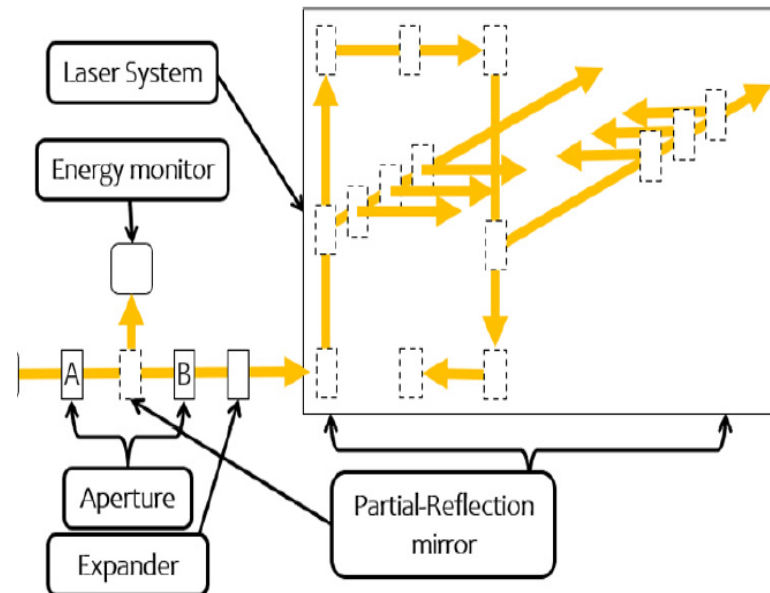 Laser System
Energy monitor
A
B
Aperture
Expander
Partial-Reflection
mirror